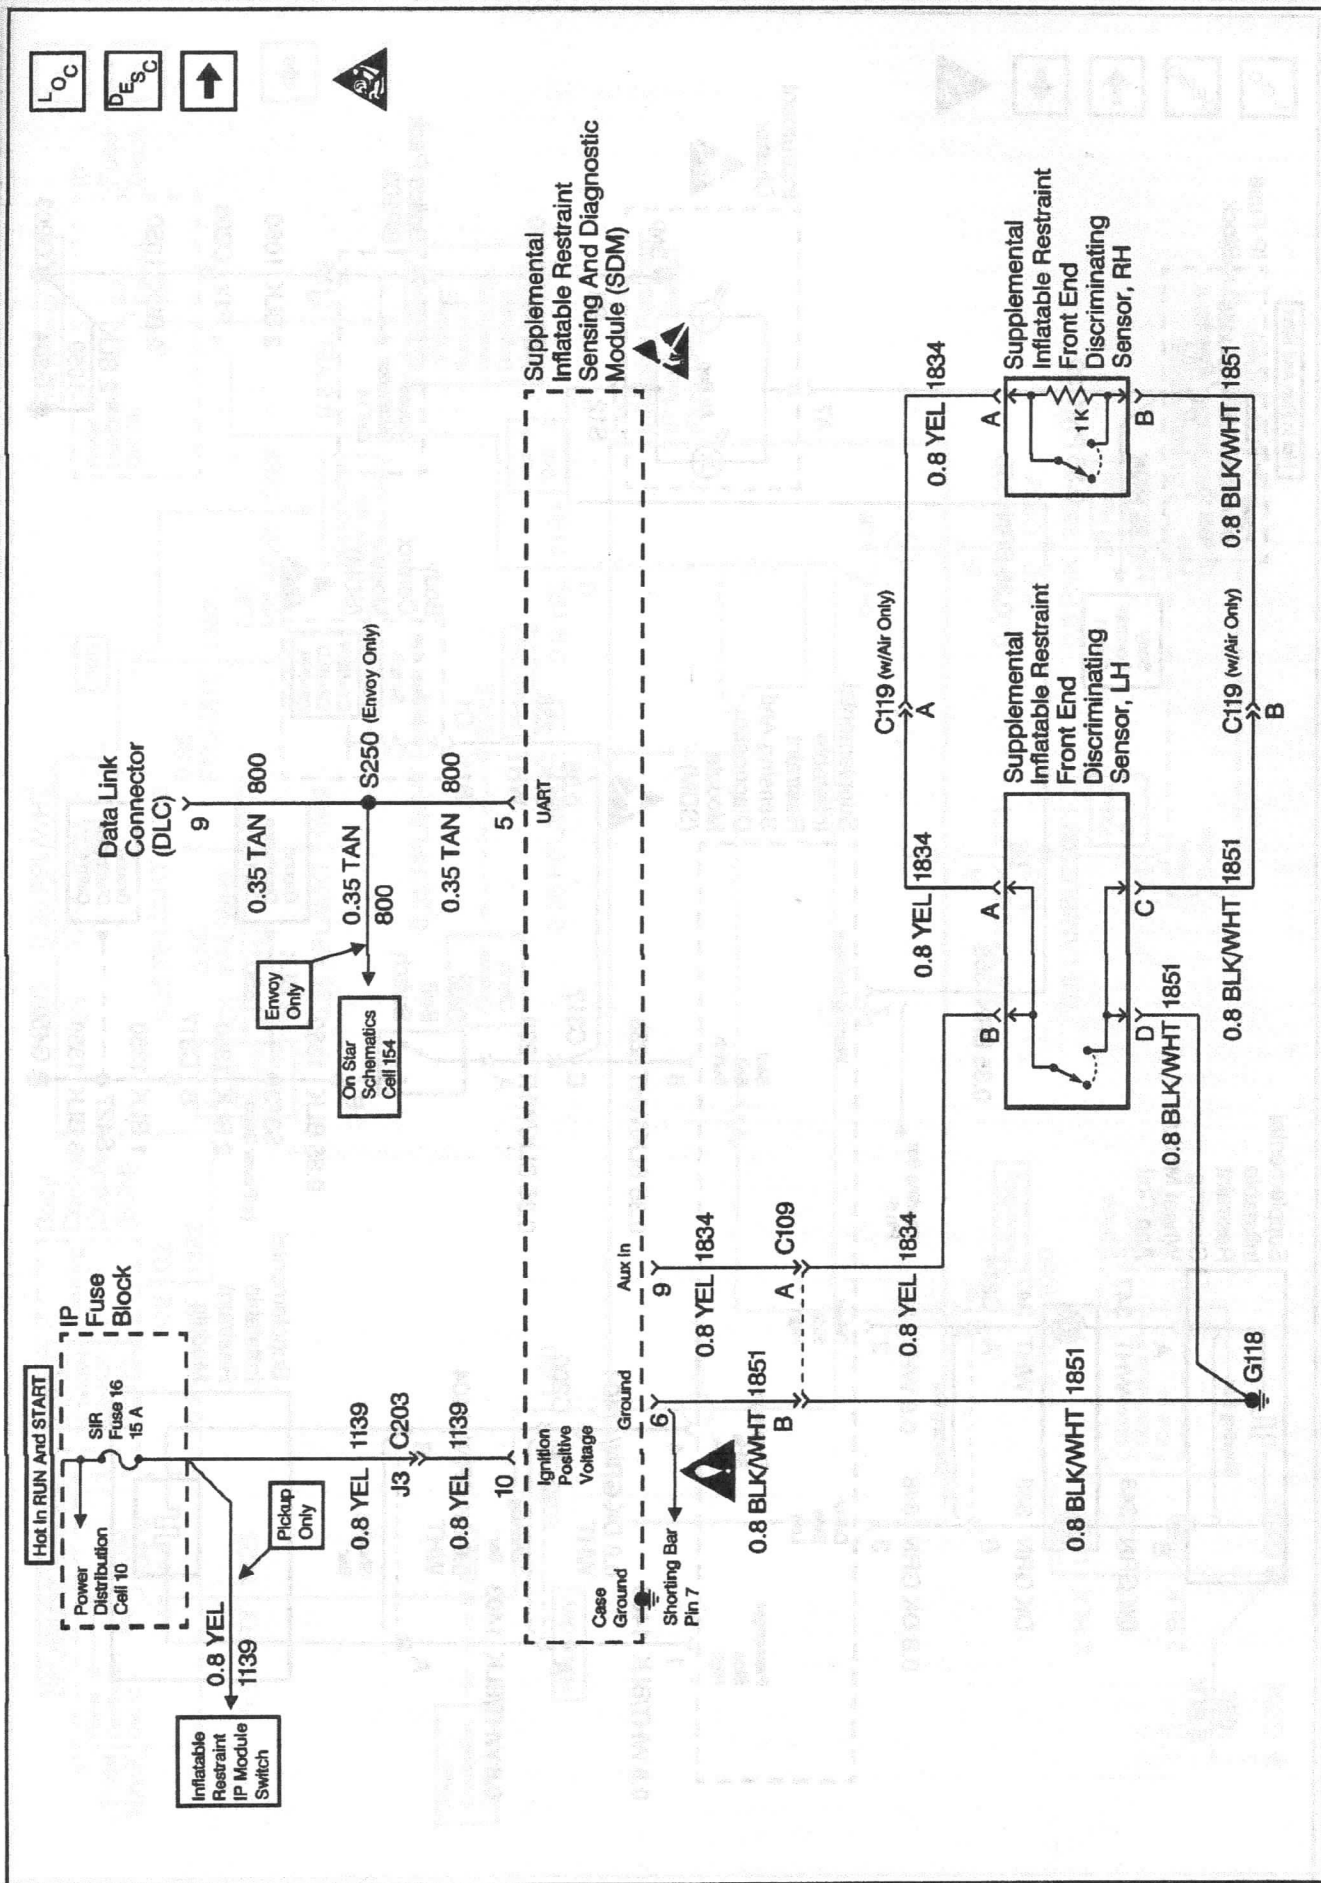 LOC
DESC
Hot In RUN And START
IP
Fuse
Block
Power
Distribution
Cell 10
SIR
Fuse 16
15 A
0.8 YEL
1139
Inflatable
Restraint
IP Module
Switch
Pickup
Only
0.8 YEL 1139
J3 C203
0.8 YEL 1139
10
Data Link
Connector
(DLC)
9
0.35 TAN 800
S250 (Envoy Only)
0.35 TAN
800
Envoy
Only
On Star
Schematics
Cell 154
0.35 TAN 800
5
UART
Ignition
Positive
Voltage
Supplemental
Inflatable Restraint
Sensing And Diagnostic
Module (SDM)
Case
Ground
Ground
Aux In
6
9
Shorting Bar
Pin 7
0.8 BLK/WHT 1851
0.8 YEL 1834
B
A C109
0.8 BLK/WHT 1851
0.8 YEL 1834
G118
0.8 YEL 1834
C119 (w/Air Only)
A
0.8 YEL 1834
B
A
Supplemental
Inflatable Restraint
Front End
Discriminating
Sensor, LH
D
C
0.8 BLK/WHT 1851
0.8 BLK/WHT 1851
C119 (w/Air Only)
B
0.8 BLK/WHT 1851
A
1K
B
Supplemental
Inflatable Restraint
Front End
Discriminating
Sensor, RH